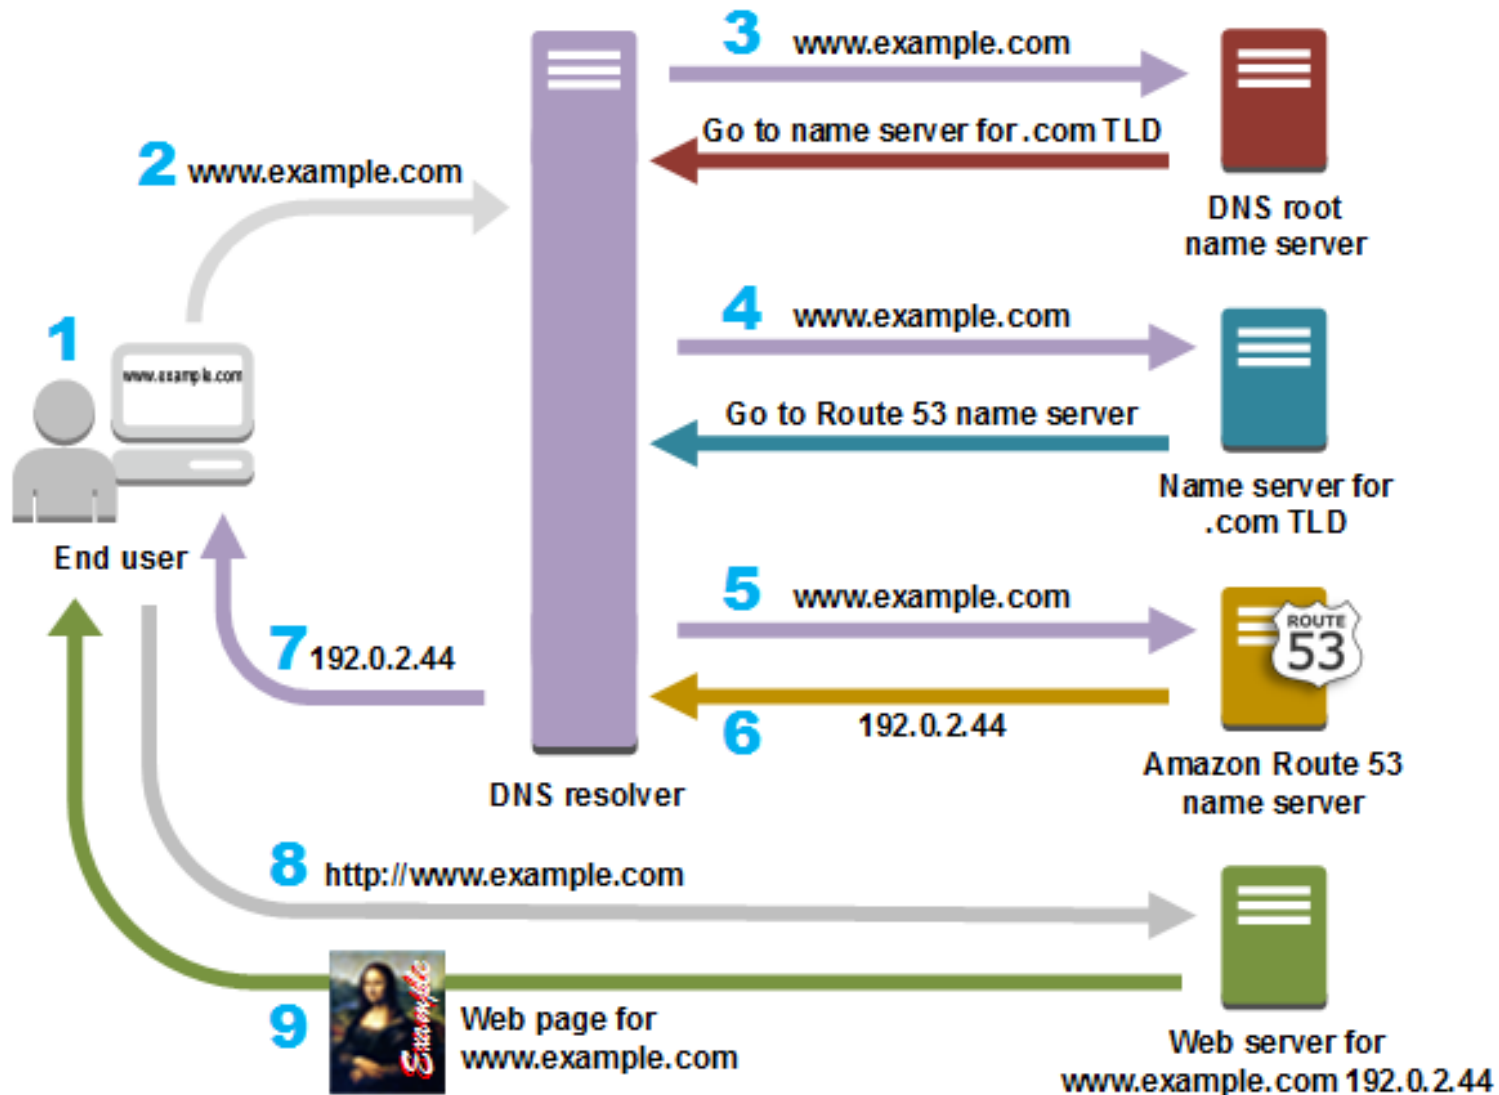 3
www.example.com
Go to name server for .com TLD
DNS root
name server
2
www.example.com
1
www.example.com
End user
4
www.example.com
Go to Route 53 name server
Name server for
.com TLD
5
www.example.com
ROUTE
53
6
192.0.2.44
Amazon Route 53
name server
7
192.0.2.44
DNS resolver
8
http://www.example.com
9
Example
Web page for
www.example.com
Web server for
www.example.com 192.0.2.44